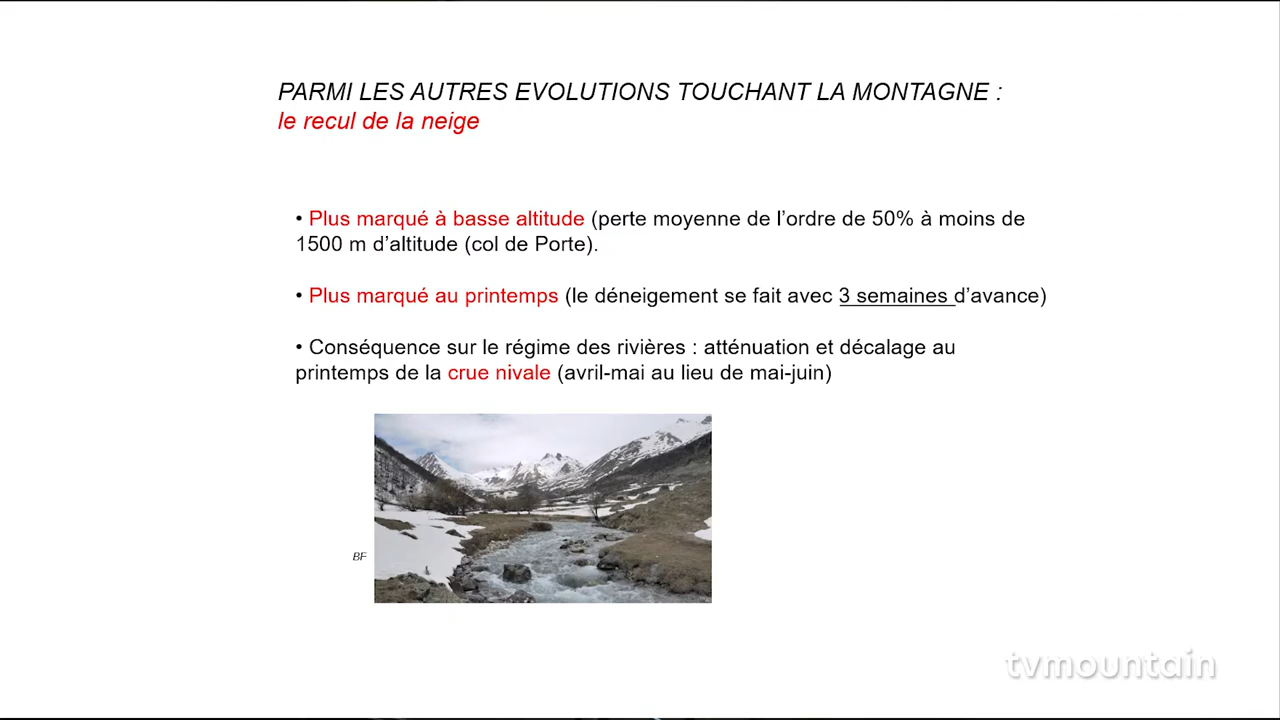 PARMI LES AUTRES EVOLUTIONS TOUCHANT LA MONTAGNE :
le recul de la neige
• Plus marqué à basse altitude (perte moyenne de l’ordre de 50% à moins de
1500 m d’altitude (col de Porte).
• Plus marqué au printemps (le déneigement se fait avec 3 semaines d’avance)
• Conséquence sur le régime des rivières : atténuation et décalage au
printemps de la crue nivale (avril-mai au lieu de mai-juin)
BF
tvmountain